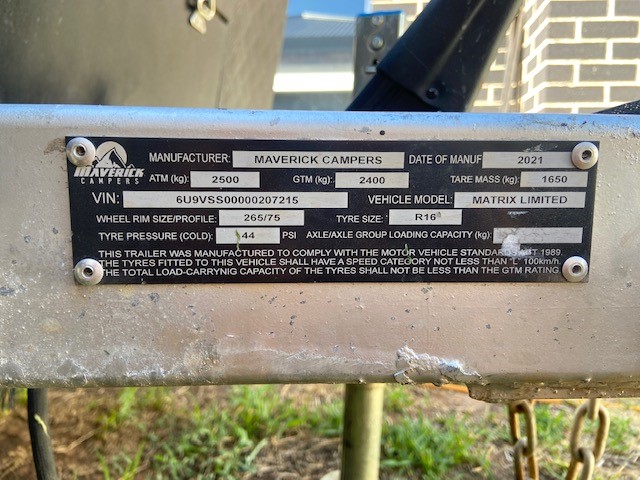 MAVERICK
CAMPERS
MANUFACTURER: MAVERICK CAMPERS DATE OF MANUF 2021
ATM (kg): 2500 GTM (kg): 2400 TARE MASS (kg): 1650
VIN: 6U9VSS00000207215 VEHICLE MODEL: MATRIX LIMITED
WHEEL RIM SIZE/PROFILE: 265/75 TYRE SIZE: R16
TYRE PRESSURE (COLD): 44 PSI AXLE/AXLE GROUP LOADING CAPACITY (kg):
THIS TRAILER WAS MANUFACTURED TO COMPLY WITH THE MOTOR VEHICLE STANDARDS ACT 1989.
THE TYRES FITTED TO THIS VEHICLE SHALL HAVE A SPEED CATEGORY NOT LESS THAN "L" 100km/h.
THE TOTAL LOAD-CARRYNIG CAPACITY OF THE TYRES SHALL NOT BE LESS THAN THE GTM RATING.